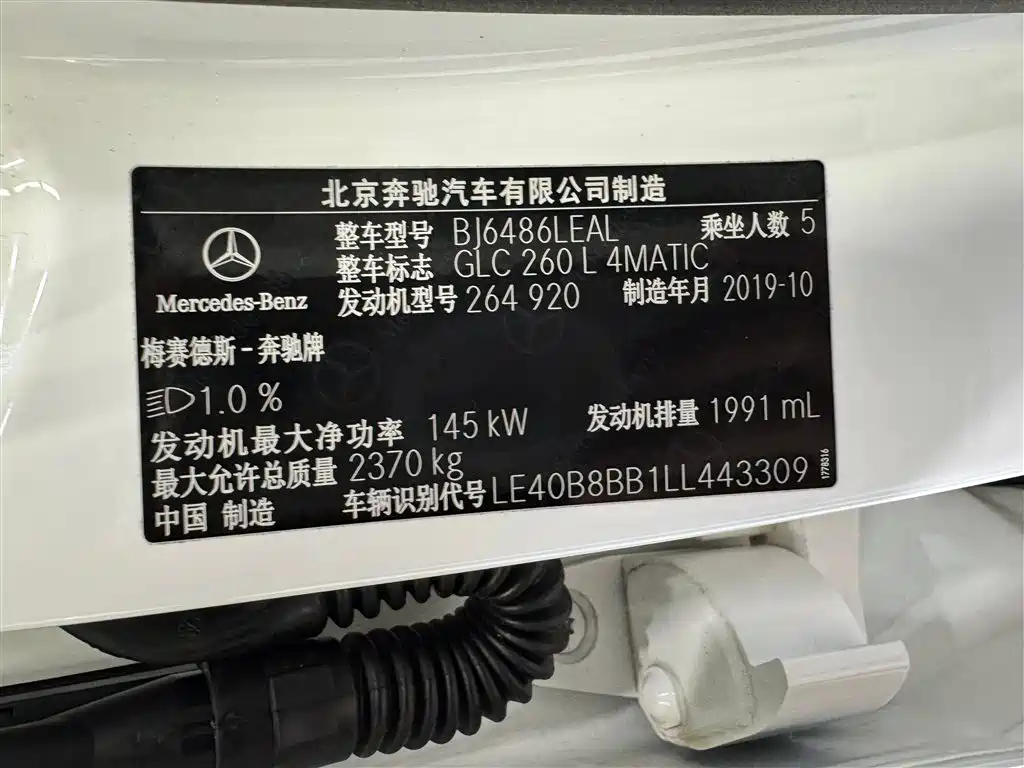 北京奔驰汽车有限公司制造
整车型号 BJ6486LEAL 乘坐人数 5
整车标志 GLC 260 L 4MATIC
发动机型号 264 920 制造年月 2019-10
Mercedes-Benz
梅赛德斯-奔驰牌
1.0 %
发动机最大净功率 145 kW 发动机排量 1991 mL
最大允许总质量 2370 kg
中国 制造 车辆识别代号 LE40B8BB1LL443309
1778316